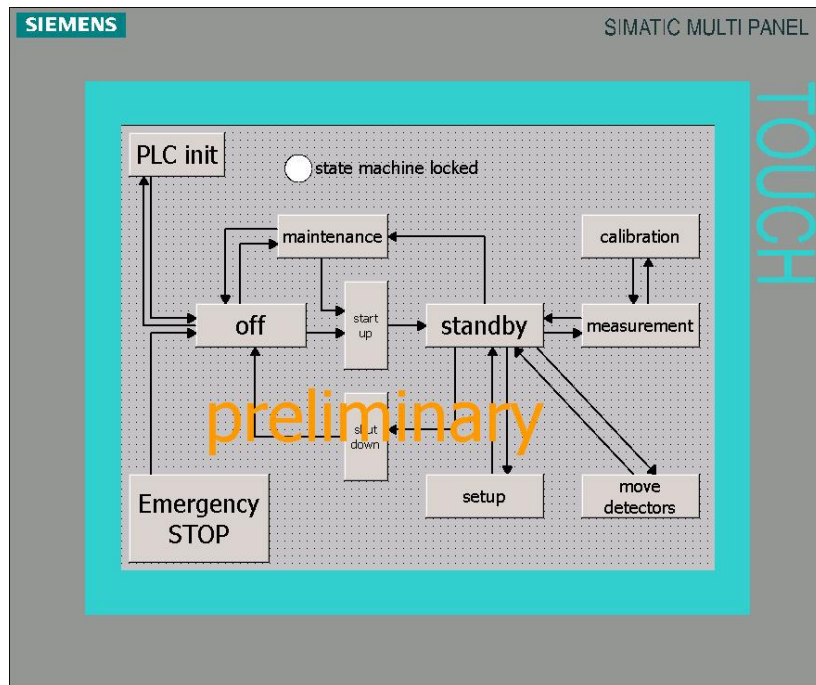 SIEMENS
SIMATIC MULTI PANEL
TOUCH
PLC init
state machine locked
maintenance
calibration
off
start
up
standby
measurement
preliminary
shut
down
Emergency
STOP
setup
move
detectors